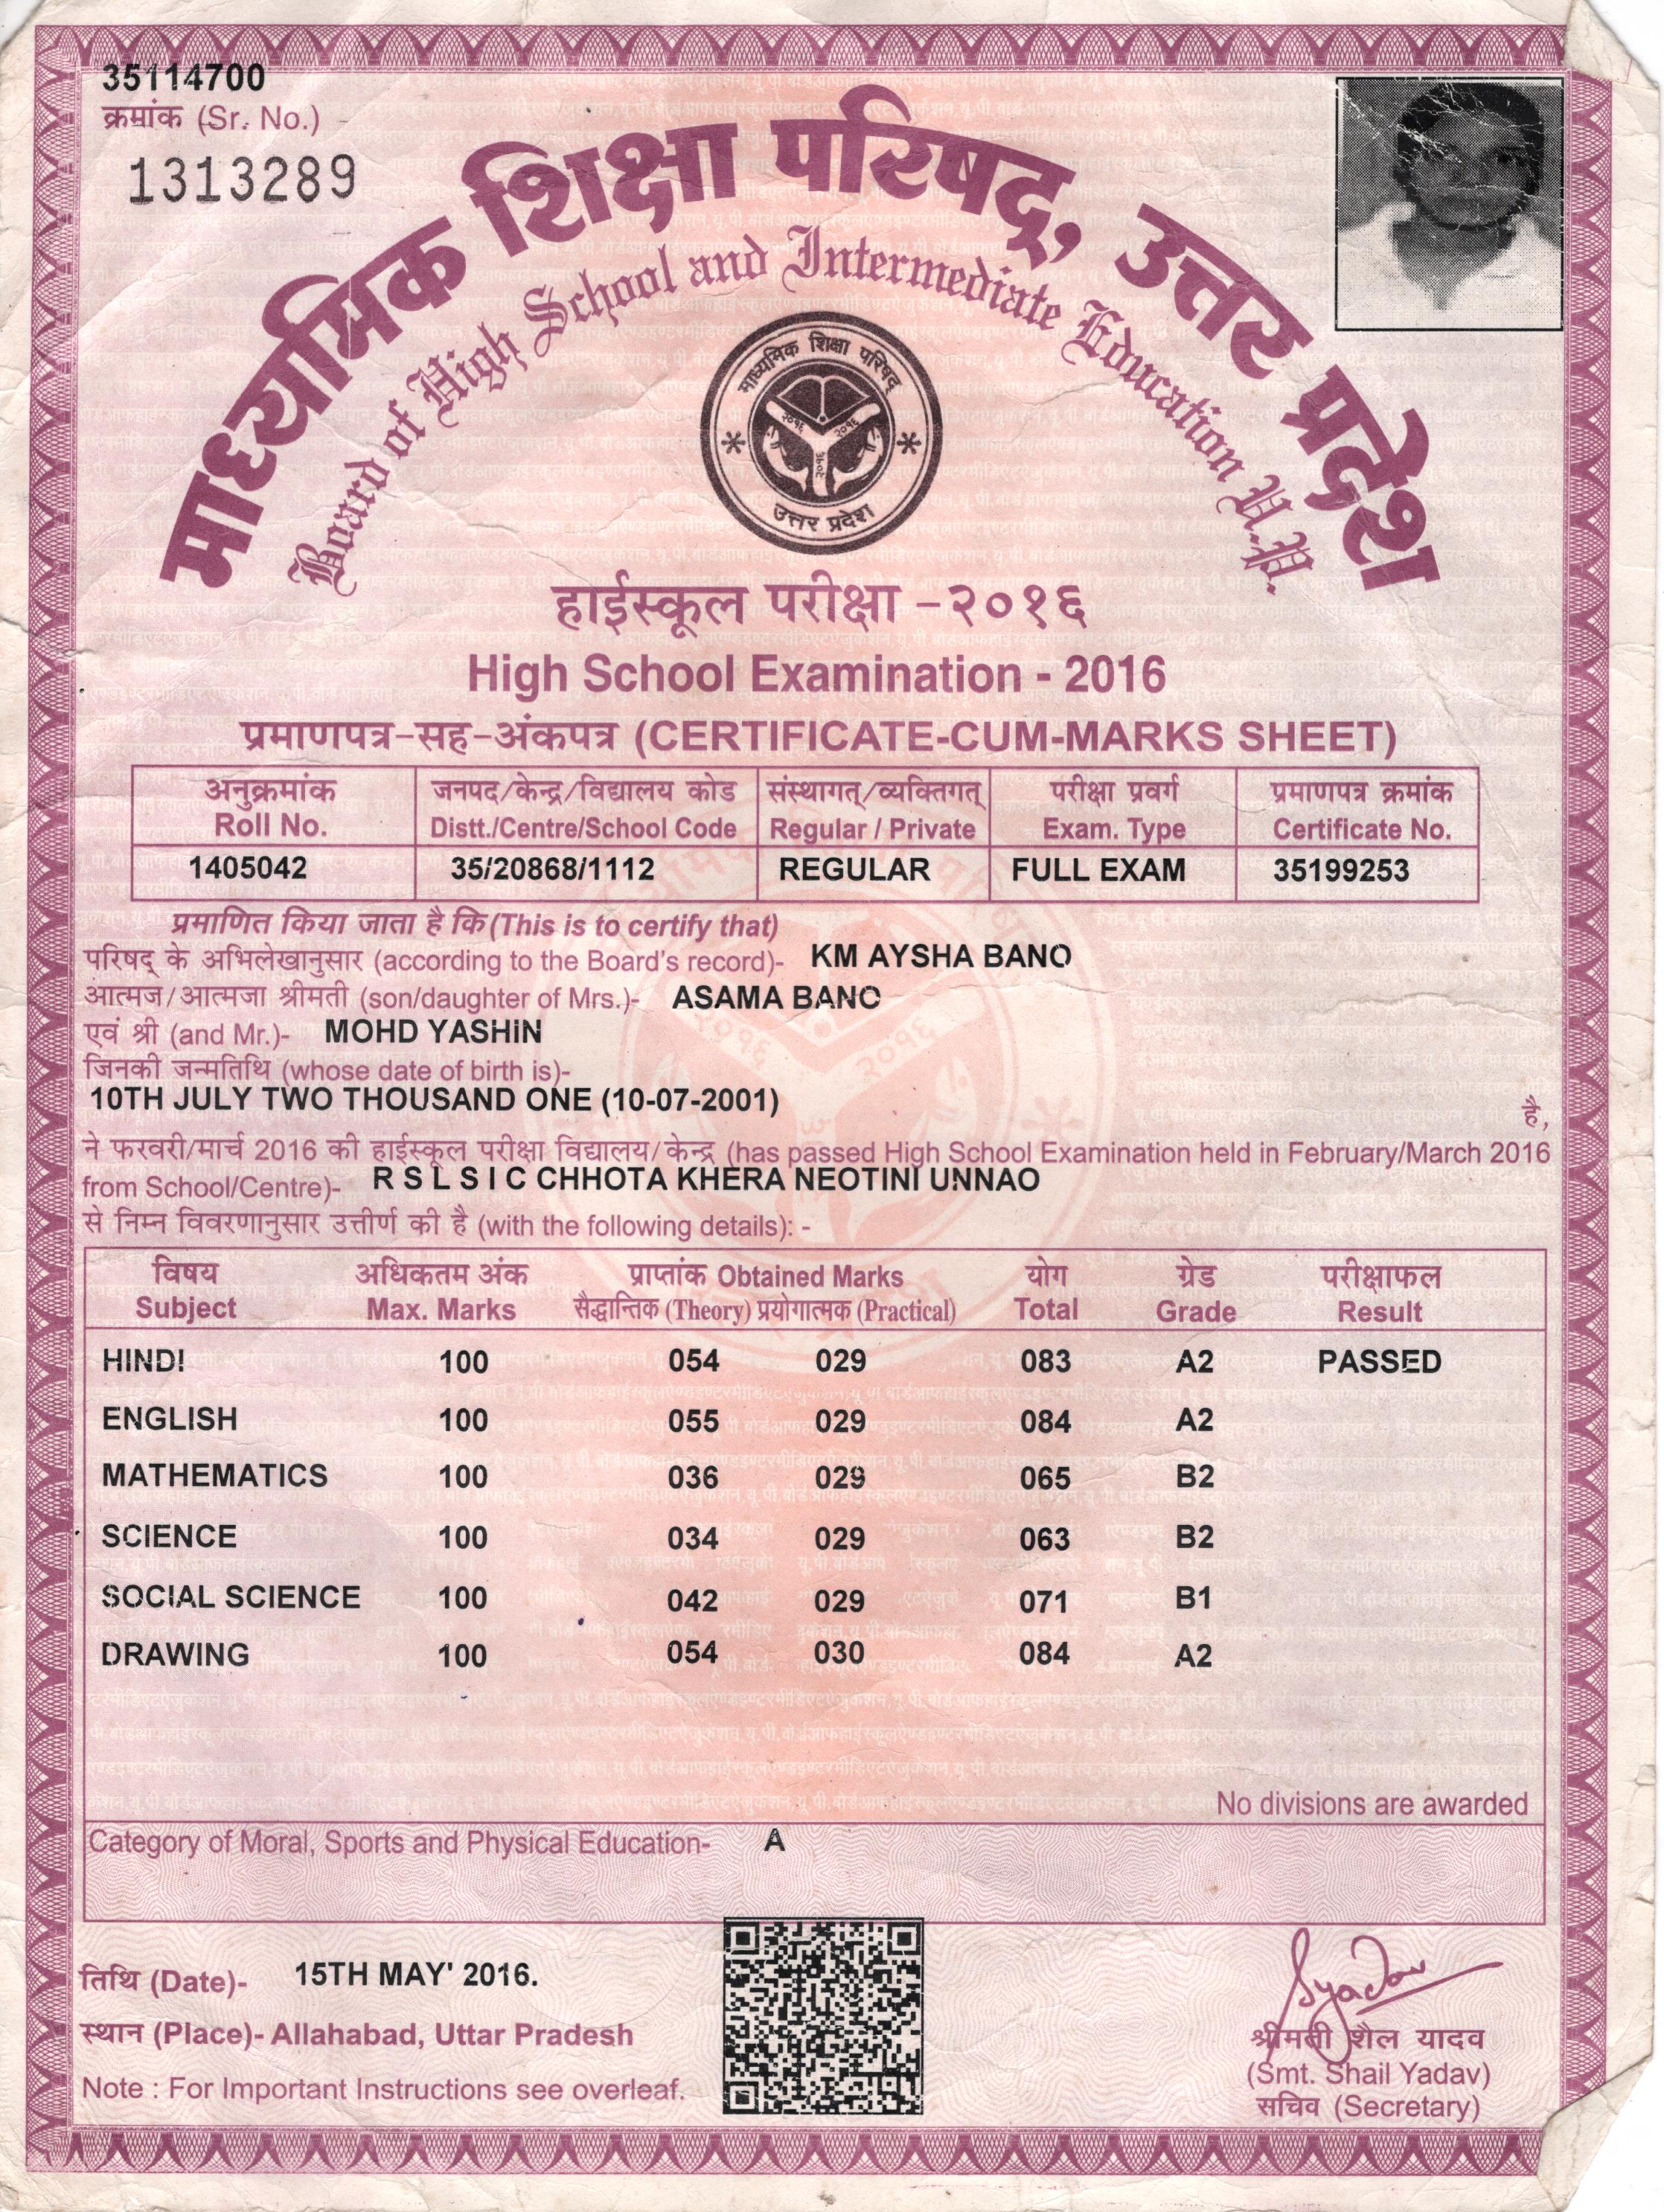 35114700
क्रमांक (Sr. No.)
1313289
माध्यमिक शिक्षा परिषद्, उत्तर प्रदेश
Board of High School and Intermediate Education U.P.
माध्यमिक शिक्षा परिषद्
२०१६ २०१६
२०१६
उत्तर प्रदेश
हाईस्कूल परीक्षा -२०१६
High School Examination - 2016
प्रमाणपत्र-सह-अंकपत्र (CERTIFICATE-CUM-MARKS SHEET)
अनुक्रमांक जनपद/केन्द्र/विद्यालय कोड संस्थागत्/व्यक्तिगत् परीक्षा प्रवर्ग प्रमाणपत्र क्रमांक
Roll No. Distt./Centre/School Code Regular / Private Exam. Type Certificate No.
1405042 35/20868/1112 REGULAR FULL EXAM 35199253
प्रमाणित किया जाता है कि (This is to certify that)
परिषद् के अभिलेखानुसार (according to the Board's record)- KM AYSHA BANO
आत्मज/आत्मजा श्रीमती (son/daughter of Mrs.)- ASAMA BANO
एवं श्री (and Mr.)- MOHD YASHIN
जिनकी जन्मतिथि (whose date of birth is)-
10TH JULY TWO THOUSAND ONE (10-07-2001) है,
ने फरवरी/मार्च 2016 की हाईस्कूल परीक्षा विद्यालय/केन्द्र (has passed High School Examination held in February/March 2016
from School/Centre)- R S L S I C CHHOTA KHERA NEOTINI UNNAO
से निम्न विवरणानुसार उत्तीर्ण की है (with the following details): -
विषय अधिकतम अंक प्राप्तांक Obtained Marks योग ग्रेड परीक्षाफल
Subject Max. Marks सैद्धान्तिक (Theory) प्रयोगात्मक (Practical) Total Grade Result
HINDI 100 054 029 083 A2 PASSED
ENGLISH 100 055 029 084 A2
MATHEMATICS 100 036 029 065 B2
SCIENCE 100 034 029 063 B2
SOCIAL SCIENCE 100 042 029 071 B1
DRAWING 100 054 030 084 A2
No divisions are awarded
Category of Moral, Sports and Physical Education- A
तिथि (Date)- 15TH MAY' 2016.
स्थान (Place)- Allahabad, Uttar Pradesh
Note : For Important Instructions see overleaf.
Syadav
श्रीमती शैल यादव
(Smt. Shail Yadav)
सचिव (Secretary)